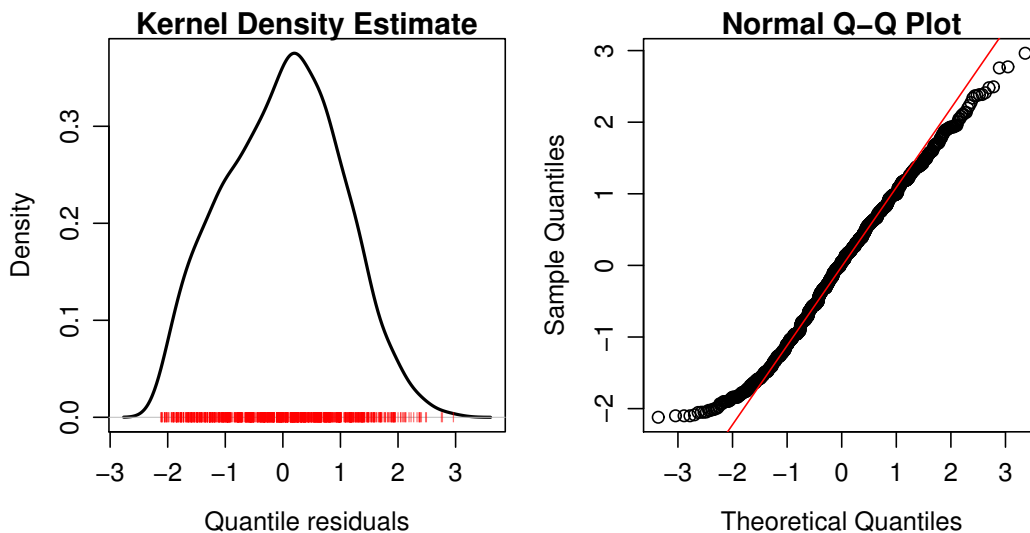 Kernel Density Estimate
Density
0.0 0.1 0.2 0.3
−3 −2 −1 0 1 2 3
Quantile residuals
Normal Q−Q Plot
Sample Quantiles
−2 −1 0 1 2 3
−3 −2 −1 0 1 2 3
Theoretical Quantiles